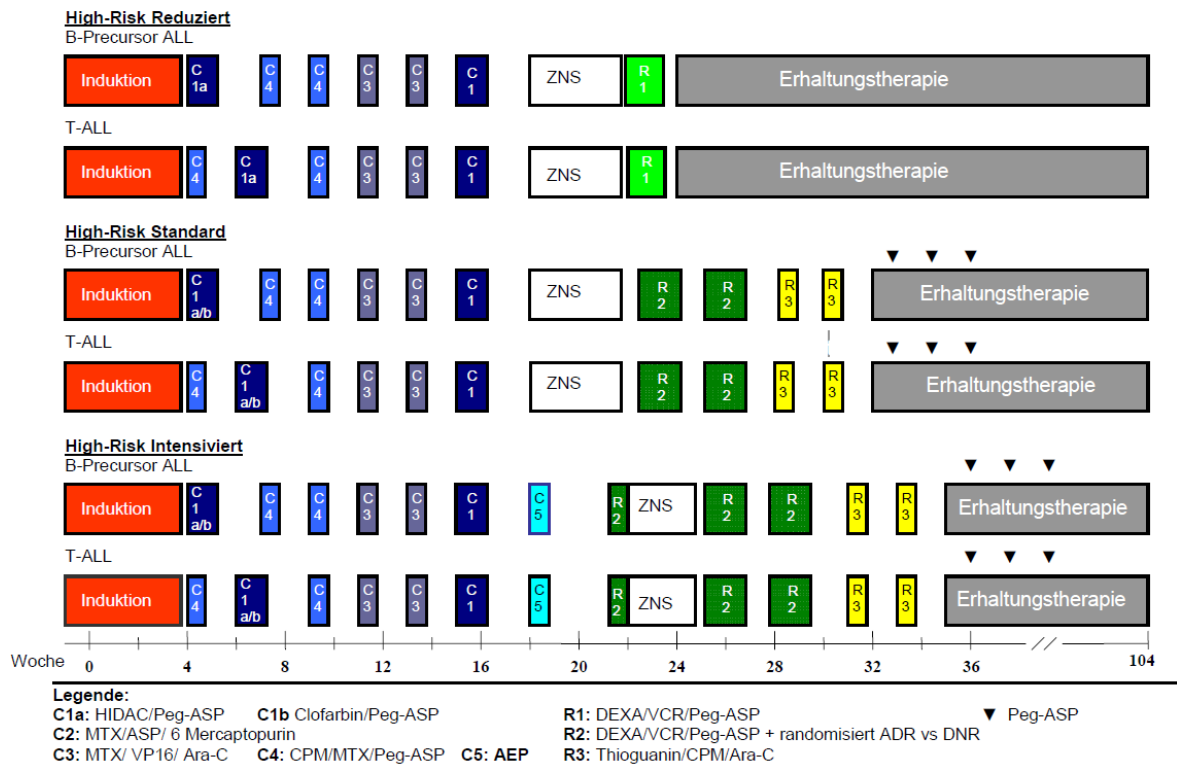 High-Risk Reduziert
B-Precursor ALL
Induktion C 1a C 4 C 4 C 3 C 3 C 1 ZNS R 1 Erhaltungstherapie
T-ALL
Induktion C 4 C 1a C 4 C 3 C 3 C 1 ZNS R 1 Erhaltungstherapie
High-Risk Standard
B-Precursor ALL
Induktion C 1 a/b C 4 C 4 C 3 C 3 C 1 ZNS R 2 R 2 R 3 R 3 Erhaltungstherapie
T-ALL
Induktion C 4 C 1 a/b C 4 C 3 C 3 C 1 ZNS R 2 R 2 R 3 R 3 Erhaltungstherapie
High-Risk Intensiviert
B-Precursor ALL
Induktion C 1 a/b C 4 C 4 C 3 C 3 C 1 C 5 R 2 ZNS R 2 R 2 R 3 R 3 Erhaltungstherapie
T-ALL
Induktion C 4 C 1 a/b C 4 C 3 C 3 C 1 C 5 R 2 ZNS R 2 R 2 R 3 R 3 Erhaltungstherapie
Woche 0 4 8 12 16 20 24 28 32 36 // 104
Legende:
C1a: HIDAC/Peg-ASP C1b Clofarbin/Peg-ASP R1: DEXA/VCR/Peg-ASP ▼ Peg-ASP
C2: MTX/ASP/ 6 Mercaptopurin R2: DEXA/VCR/Peg-ASP + randomisiert ADR vs DNR
C3: MTX/ VP16/ Ara-C C4: CPM/MTX/Peg-ASP C5: AEP R3: Thioguanin/CPM/Ara-C